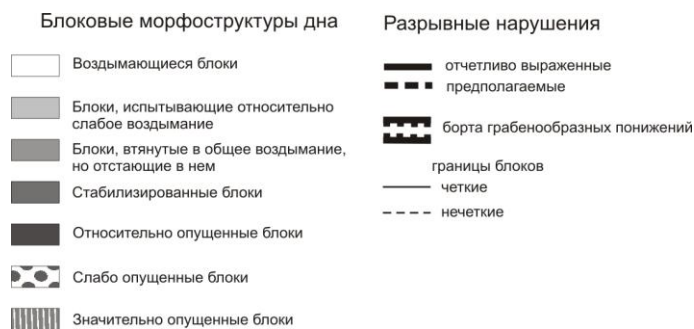 Блоковые морфоструктуры дна
Воздымающиеся блоки
Блоки, испытывающие относительно
слабое воздымание
Блоки, втянутые в общее воздымание,
но отстающие в нем
Стабилизированные блоки
Относительно опущенные блоки
Слабо опущенные блоки
Значительно опущенные блоки
Разрывные нарушения
отчетливо выраженные
предполагаемые
борта грабенообразных понижений
границы блоков
четкие
нечеткие